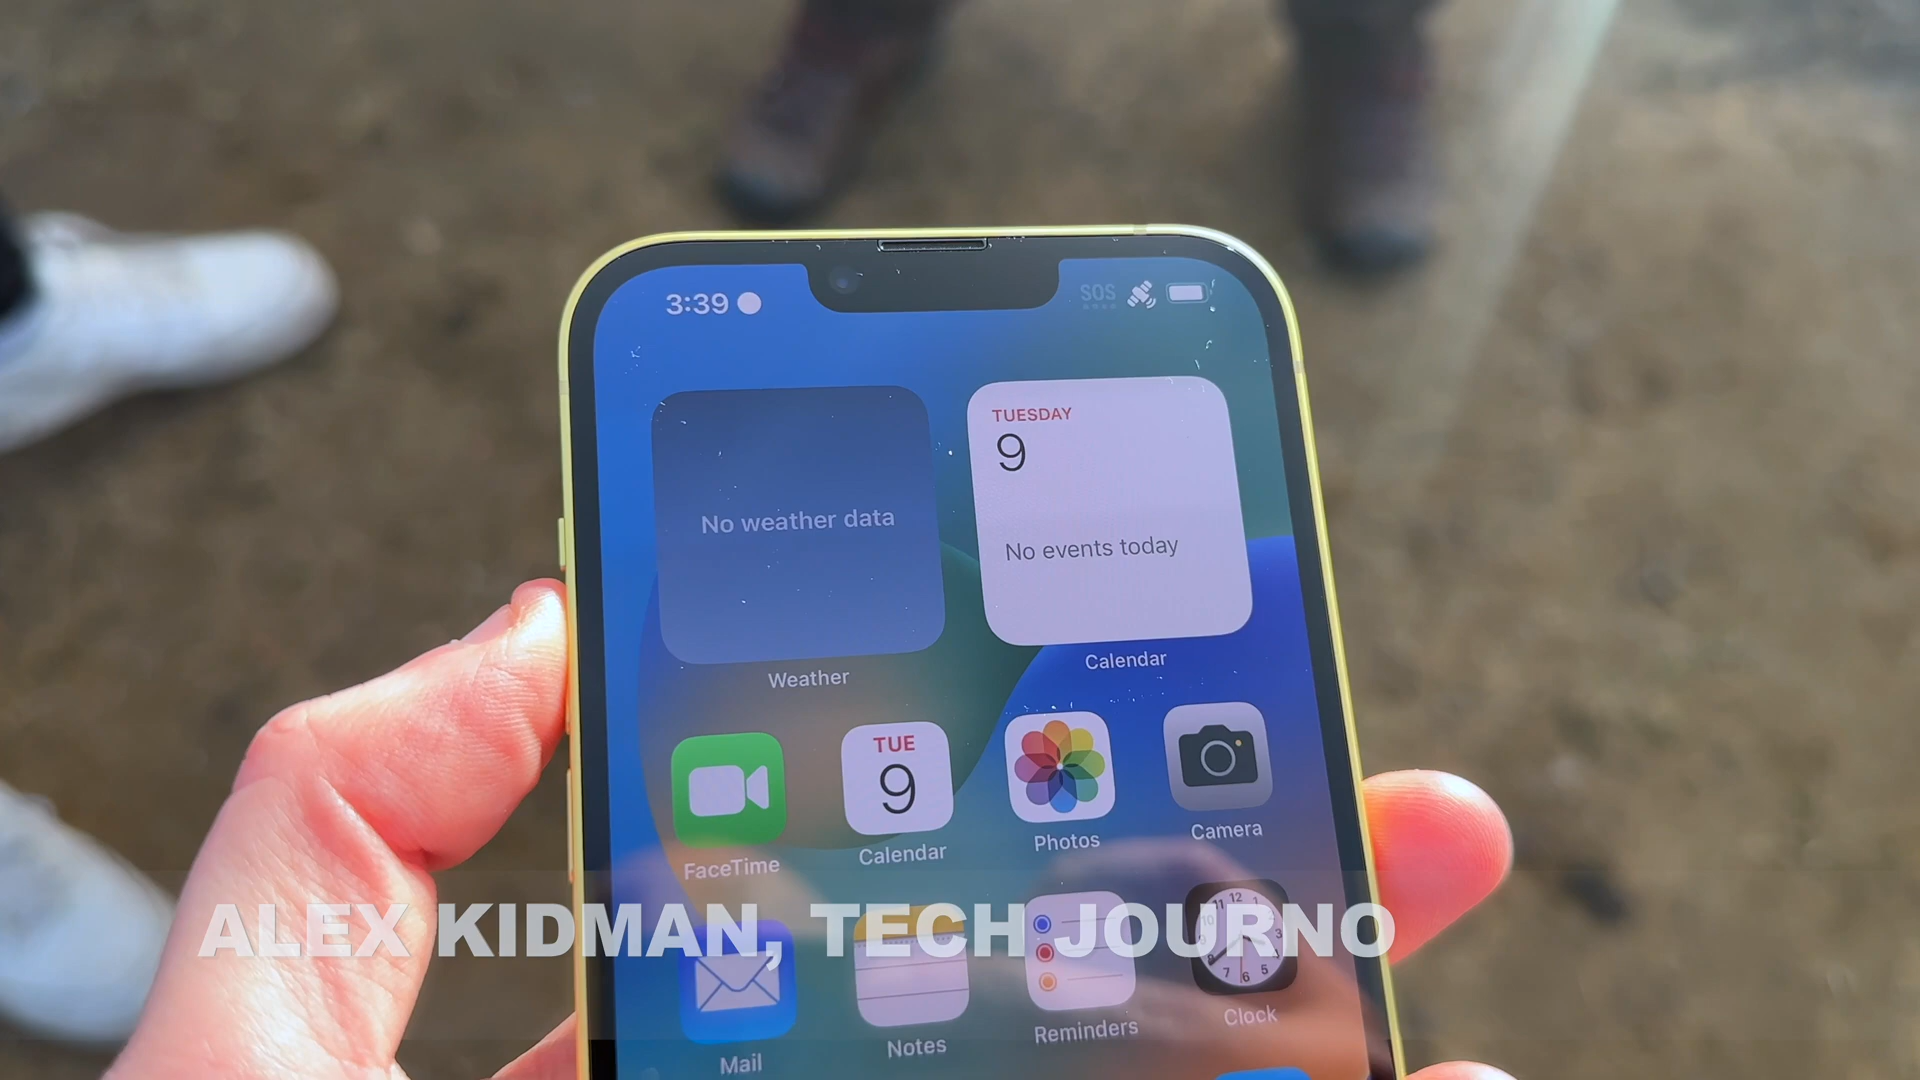 3:39
SOS
TUESDAY
9
No weather data
No events today
Weather
Calendar
TUE
9
FaceTime
Calendar
Photos
Camera
ALEX KIDMAN, TECH JOURNO
Mail
Notes
Reminders
Clock